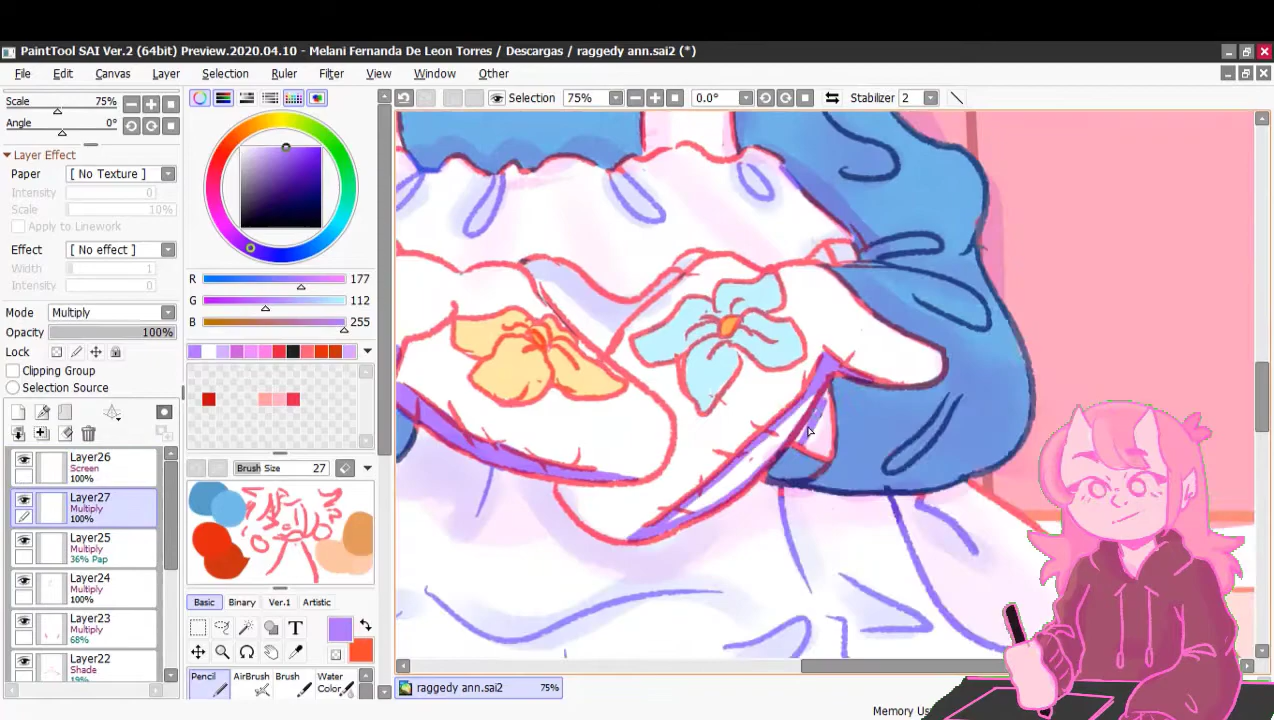 PaintTool SAI Ver.2 (64bit) Preview.2020.04.10 - Melani Fernanda De Leon Torres / Descargas / raggedy ann.sai2 (*)
File Edit Canvas Layer Selection Ruler Filter View Window Other
Scale 75%
Angle 0°
Selection 75% 0.0° Stabilizer 2
Layer Effect
Paper [ No Texture ]
Intensity 0
Scale 10%
Apply to Linework
Effect [ No effect ]
Width 1
Intensity 0
Mode Multiply
Opacity 100%
Lock
Clipping Group
Selection Source
Layer26
Screen
100%
Layer27
Multiply
100%
Layer25
Multiply
36% Pap
Layer24
Multiply
100%
Layer23
Multiply
68%
Layer22
Shade
19%
R 177
G 112
B 255
Brush Size 27
Basic Binary Ver.1 Artistic
T
Pencil AirBrush Brush Water
Color
raggedy ann.sai2 75%
Memory Us